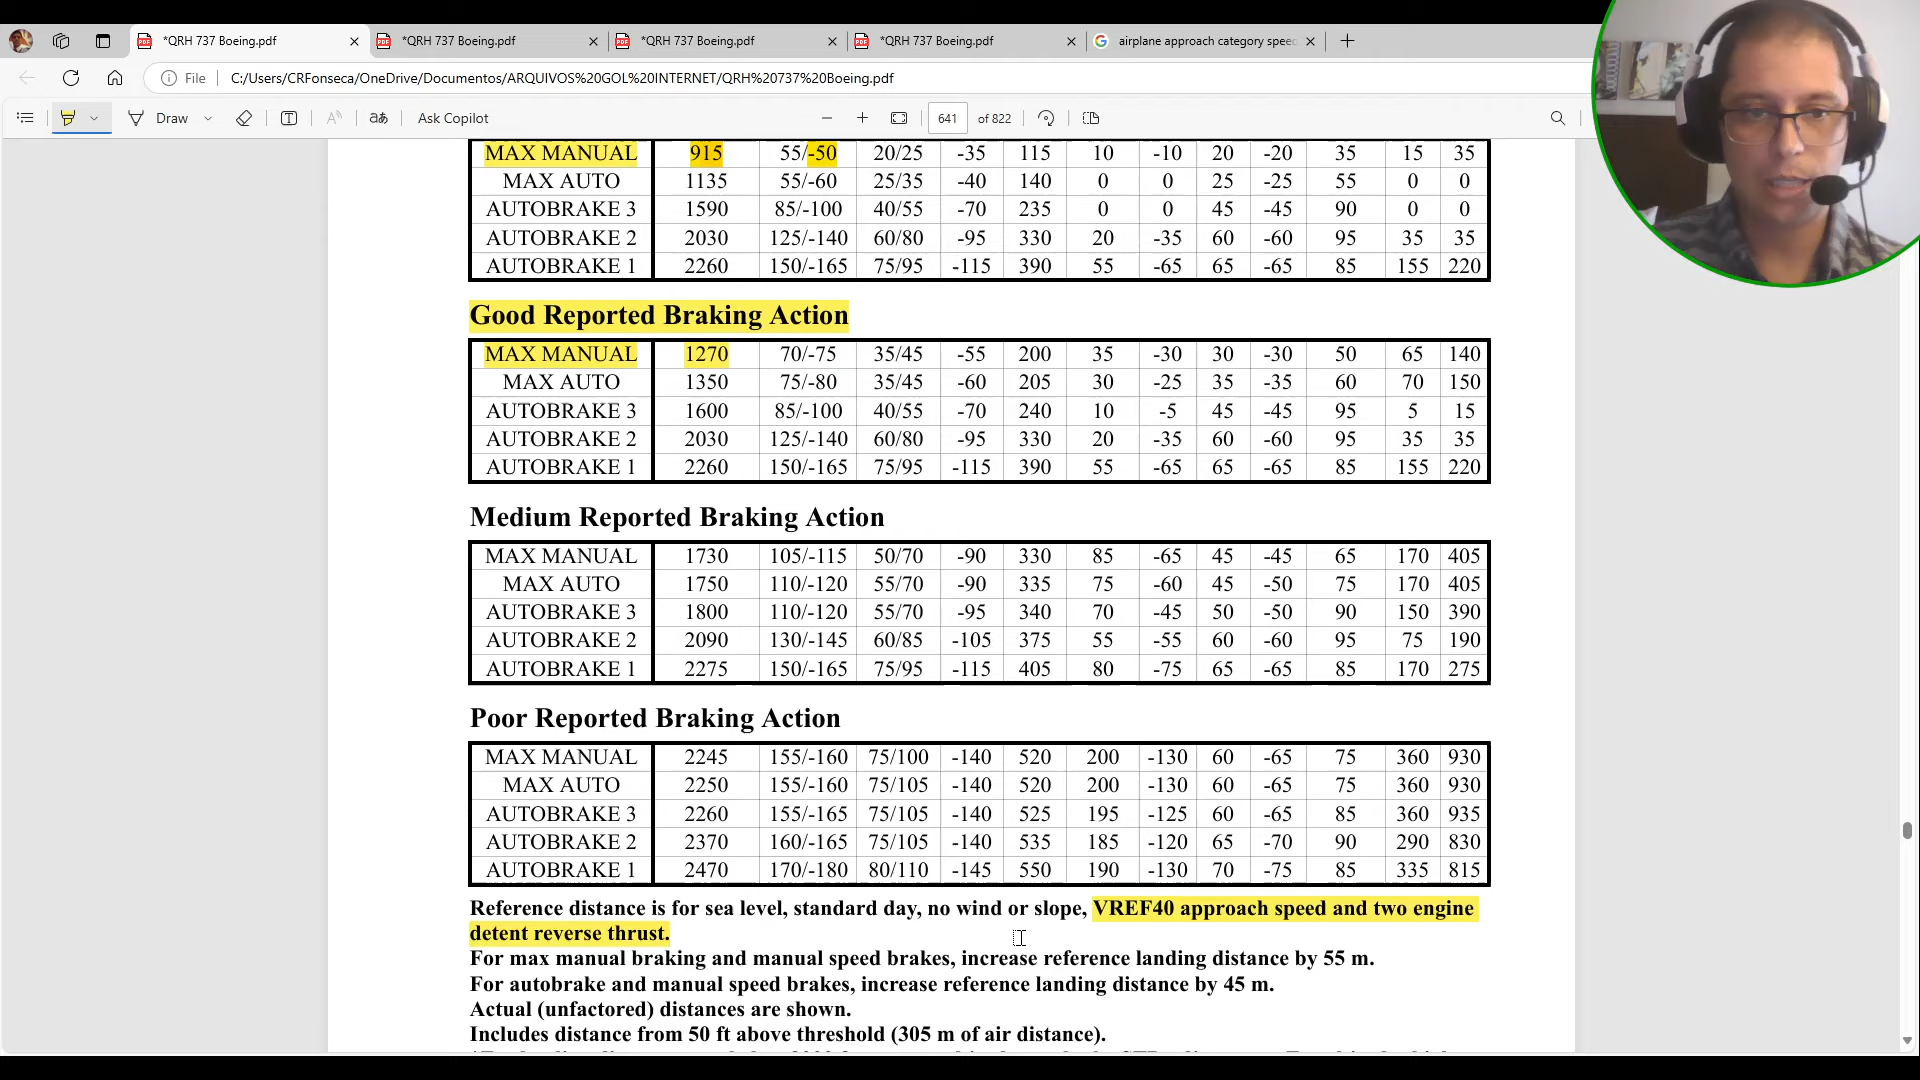 *QRH 737 Boeing.pdf
*QRH 737 Boeing.pdf
*QRH 737 Boeing.pdf
*QRH 737 Boeing.pdf
airplane approach category spee
File C:/Users/CRFonseca/OneDrive/Documentos/ARQUIVOS%20GOL%20INTERNET/QRH%20737%20Boeing.pdf
Draw aあ Ask Copilot 641 of 822
MAX MANUAL 915 55/-50 20/25 -35 115 10 -10 20 -20 35 15 35
MAX AUTO 1135 55/-60 25/35 -40 140 0 0 25 -25 55 0 0
AUTOBRAKE 3 1590 85/-100 40/55 -70 235 0 0 45 -45 90 0 0
AUTOBRAKE 2 2030 125/-140 60/80 -95 330 20 -35 60 -60 95 35 35
AUTOBRAKE 1 2260 150/-165 75/95 -115 390 55 -65 65 -65 85 155 220
Good Reported Braking Action
MAX MANUAL 1270 70/-75 35/45 -55 200 35 -30 30 -30 50 65 140
MAX AUTO 1350 75/-80 35/45 -60 205 30 -25 35 -35 60 70 150
AUTOBRAKE 3 1600 85/-100 40/55 -70 240 10 -5 45 -45 95 5 15
AUTOBRAKE 2 2030 125/-140 60/80 -95 330 20 -35 60 -60 95 35 35
AUTOBRAKE 1 2260 150/-165 75/95 -115 390 55 -65 65 -65 85 155 220
Medium Reported Braking Action
MAX MANUAL 1730 105/-115 50/70 -90 330 85 -65 45 -45 65 170 405
MAX AUTO 1750 110/-120 55/70 -90 335 75 -60 45 -50 75 170 405
AUTOBRAKE 3 1800 110/-120 55/70 -95 340 70 -45 50 -50 90 150 390
AUTOBRAKE 2 2090 130/-145 60/85 -105 375 55 -55 60 -60 95 75 190
AUTOBRAKE 1 2275 150/-165 75/95 -115 405 80 -75 65 -65 85 170 275
Poor Reported Braking Action
MAX MANUAL 2245 155/-160 75/100 -140 520 200 -130 60 -65 75 360 930
MAX AUTO 2250 155/-160 75/105 -140 520 200 -130 60 -65 75 360 930
AUTOBRAKE 3 2260 155/-165 75/105 -140 525 195 -125 60 -65 85 360 935
AUTOBRAKE 2 2370 160/-165 75/105 -140 535 185 -120 65 -70 90 290 830
AUTOBRAKE 1 2470 170/-180 80/110 -145 550 190 -130 70 -75 85 335 815
Reference distance is for sea level, standard day, no wind or slope, VREF40 approach speed and two engine
detent reverse thrust.
For max manual braking and manual speed brakes, increase reference landing distance by 55 m.
For autobrake and manual speed brakes, increase reference landing distance by 45 m.
Actual (unfactored) distances are shown.
Includes distance from 50 ft above threshold (305 m of air distance).